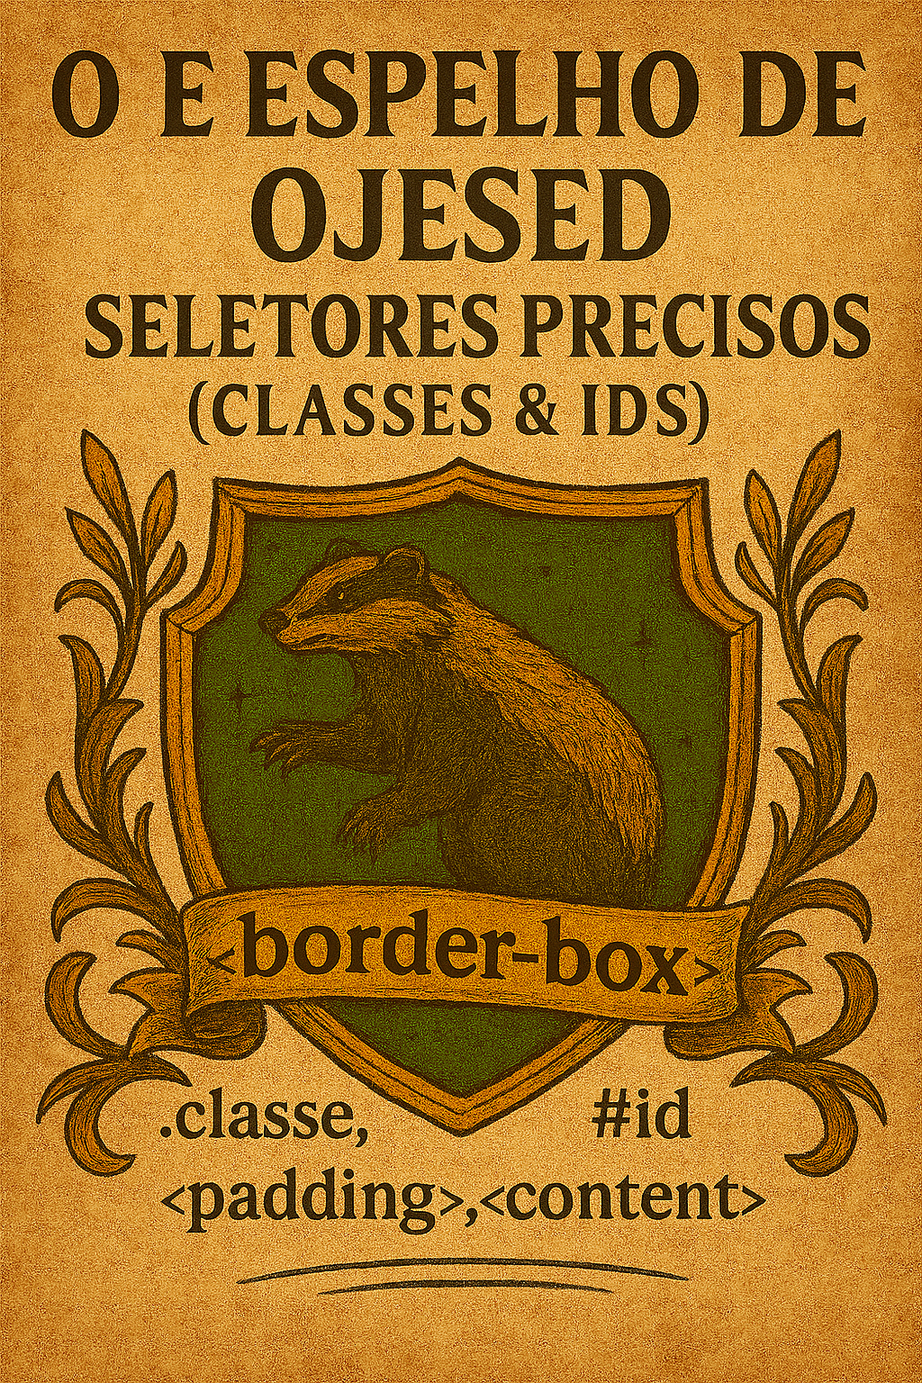 O E ESPELHO DE
OJESED
SELETORES PRECISOS
(CLASSES & IDS)
<border-box>
.classe, #id
<padding>,<content>